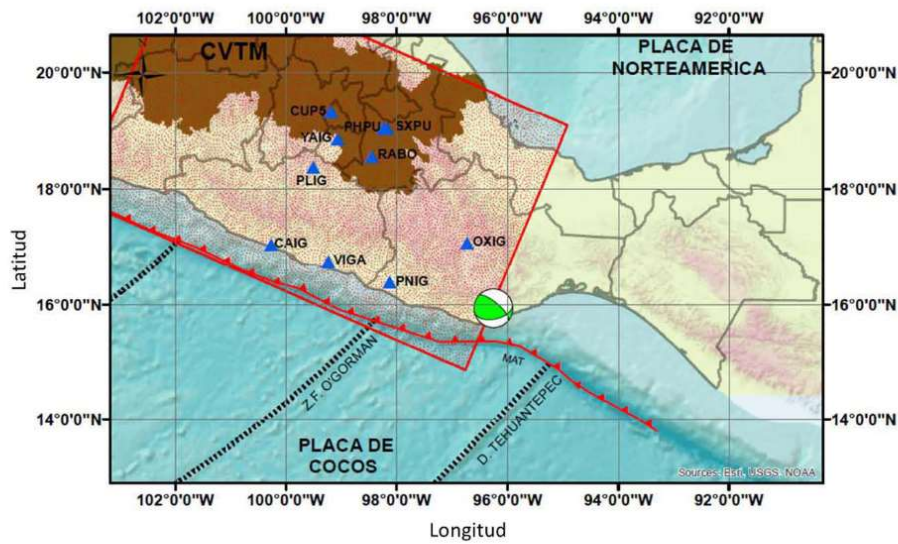 102°0'0"W 100°0'0"W 98°0'0"W 96°0'0"W 94°0'0"W 92°0'0"W
20°0'0"N
CVTM
PLACA DE
NORTEAMERICA
20°0'0"N
CUP5
PHPU
SXPU
YAIG
RABO
PLIG
18°0'0"N
18°0'0"N
CAIG
VIGA
OXIG
PNIG
16°0'0"N
16°0'0"N
MAT
Z.F. O'GORMAN
D. TEHUANTEPEC
14°0'0"N
14°0'0"N
PLACA DE
COCOS
Sources: Esri, USGS, NOAA
102°0'0"W 100°0'0"W 98°0'0"W 96°0'0"W 94°0'0"W 92°0'0"W
Latitud
Longitud